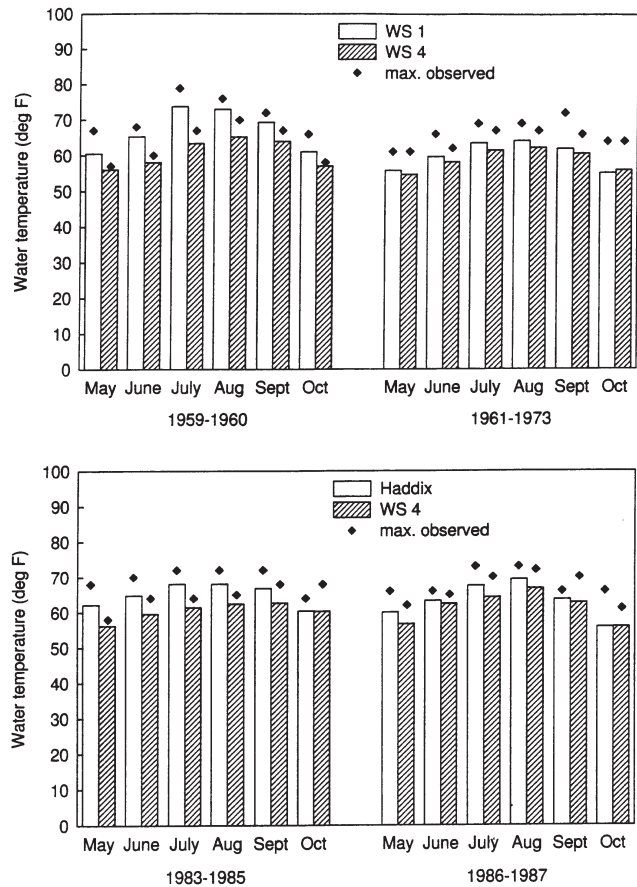 100
90
80
70
60
50
40
30
20
10
0
Water temperature (deg F)
WS 1
WS 4
max. observed
May June July Aug Sept Oct May June July Aug Sept Oct
1959-1960 1961-1973
100
90
80
70
60
50
40
30
20
10
0
Water temperature (deg F)
Haddix
WS 4
max. observed
May June July Aug Sept Oct May June July Aug Sept Oct
1983-1985 1986-1987